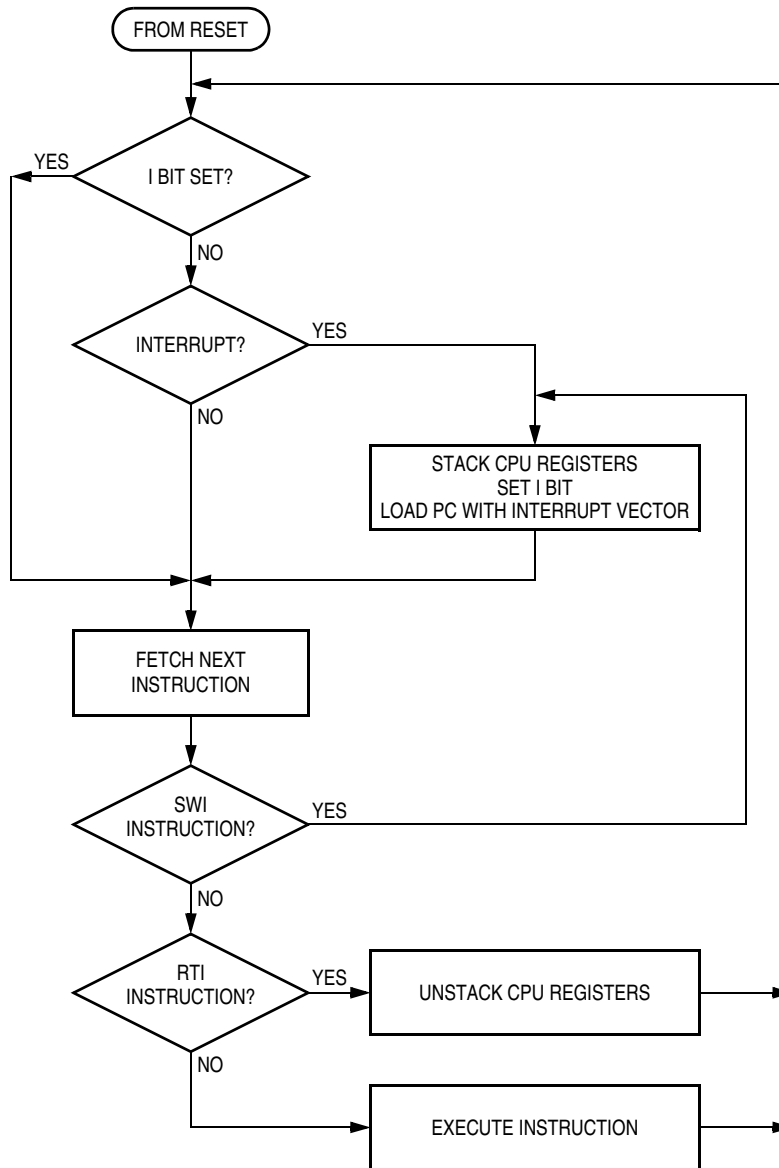 FROM RESET
YES
I BIT SET?
NO
INTERRUPT?
YES
NO
STACK CPU REGISTERS
SET I BIT
LOAD PC WITH INTERRUPT VECTOR
FETCH NEXT
INSTRUCTION
SWI
INSTRUCTION?
YES
NO
RTI
INSTRUCTION?
YES
UNSTACK CPU REGISTERS
NO
EXECUTE INSTRUCTION